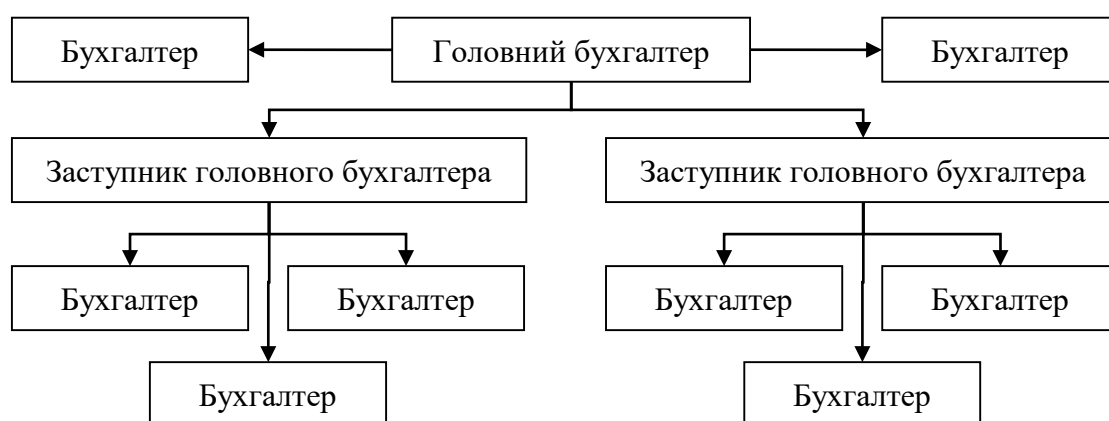 Бухгалтер
Головний бухгалтер
Бухгалтер
Заступник головного бухгалтера
Заступник головного бухгалтера
Бухгалтер
Бухгалтер
Бухгалтер
Бухгалтер
Бухгалтер
Бухгалтер